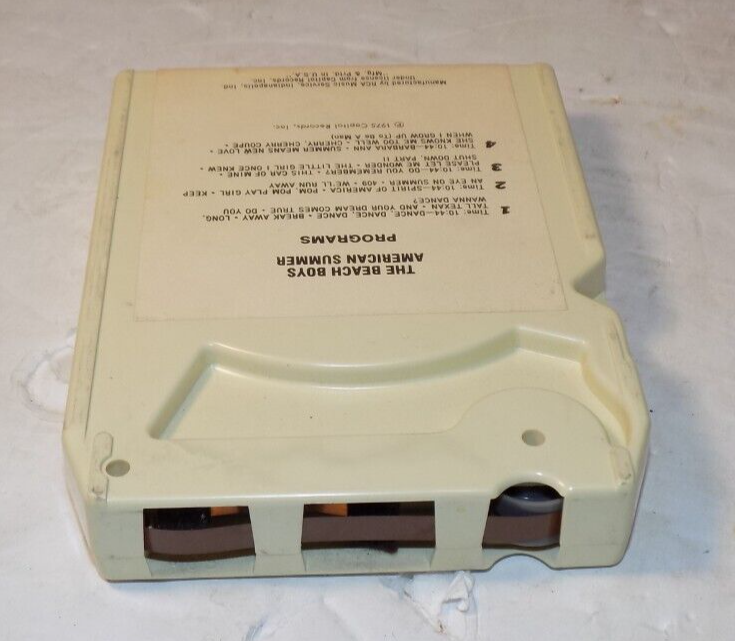 THE BEACH BOYS
AMERICAN SUMMER
PROGRAMS
1
Time: 10:44—DANCE, DANCE, DANCE • BREAK AWAY • LONG,
TALL TEXAN • AND YOUR DREAM COMES TRUE • DO YOU
WANNA DANCE?
2
Time: 10:44—SPIRIT OF AMERICA • POM, POM PLAY GIRL • KEEP
AN EYE ON SUMMER • 409 • WE'LL RUN AWAY
3
Time: 10:44—DO YOU REMEMBER? • THIS CAR OF MINE •
PLEASE LET ME WONDER • THE LITTLE GIRL I ONCE KNEW •
SHUT DOWN, PART II
4
Time: 10:44—BARBARA ANN • SUMMER MEANS NEW LOVE •
SHE KNOWS ME TOO WELL • CHERRY, CHERRY COUPE •
WHEN I GROW UP (To Be A Man)
℗ 1975 Capitol Records, Inc.
Manufactured by RCA Music Service, Indianapolis, Ind.
Under license from Capitol Records, Inc.
Mfg. & Ptd. in U.S.A.